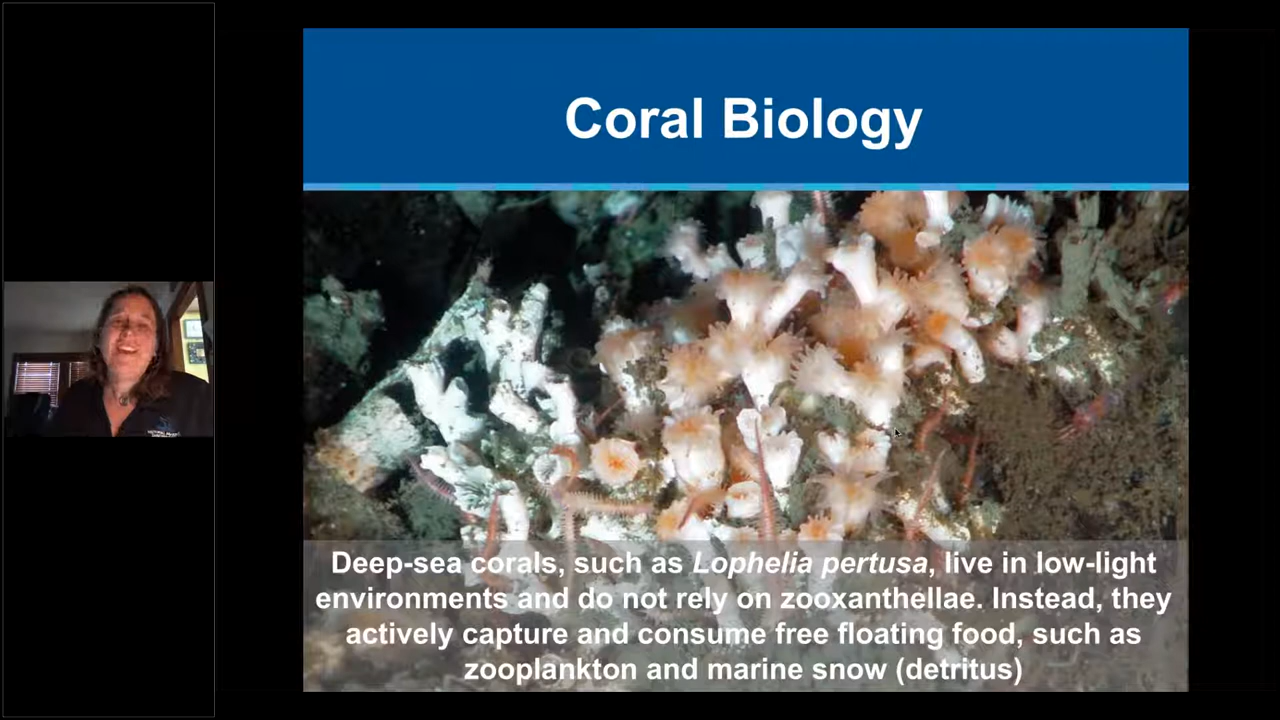 Coral Biology
Deep-sea corals, such as Lophelia pertusa, live in low-light
environments and do not rely on zooxanthellae. Instead, they
actively capture and consume free floating food, such as
zooplankton and marine snow (detritus)